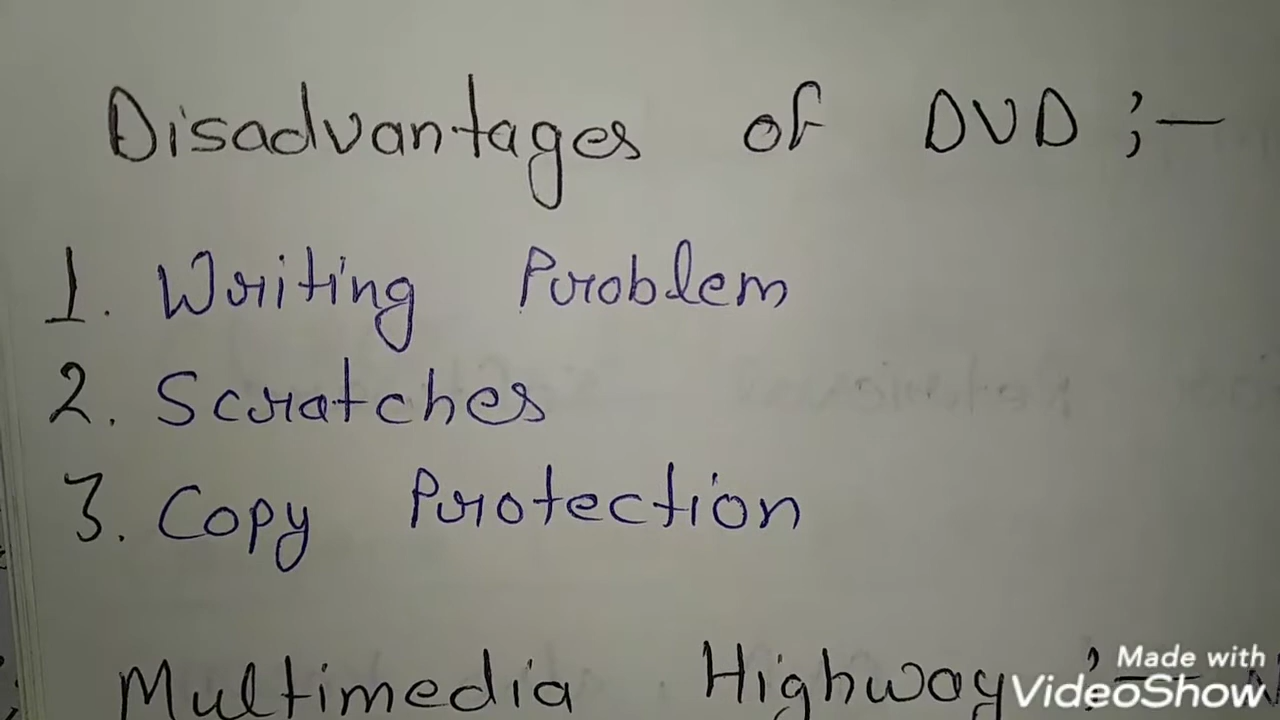 Disadvantages of DVD ;-
1. Writing Problem
2. Scratches
3. Copy Protection
Multimedia Highway ;-
Made with
VideoShow